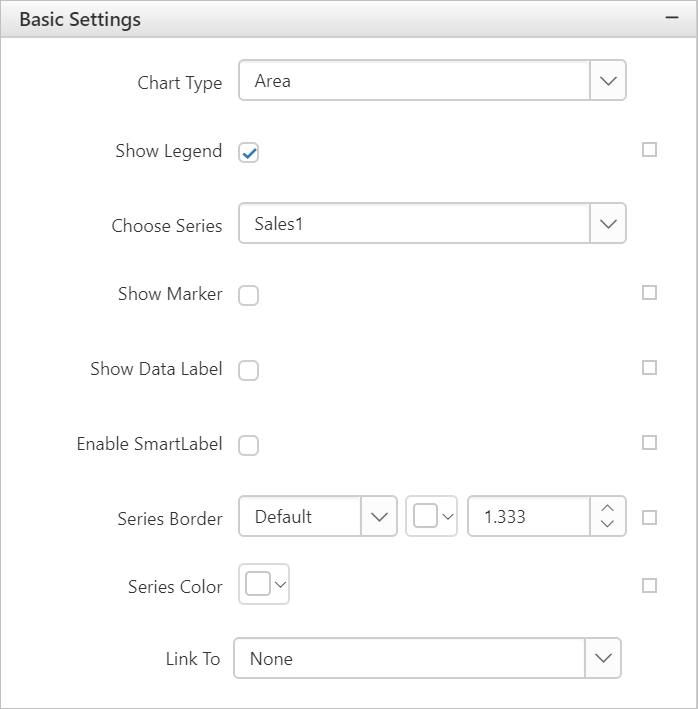 Basic Settings
Chart Type Area
Show Legend
Choose Series Sales1
Show Marker
Show Data Label
Enable SmartLabel
Series Border Default 1.333
Series Color
Link To None